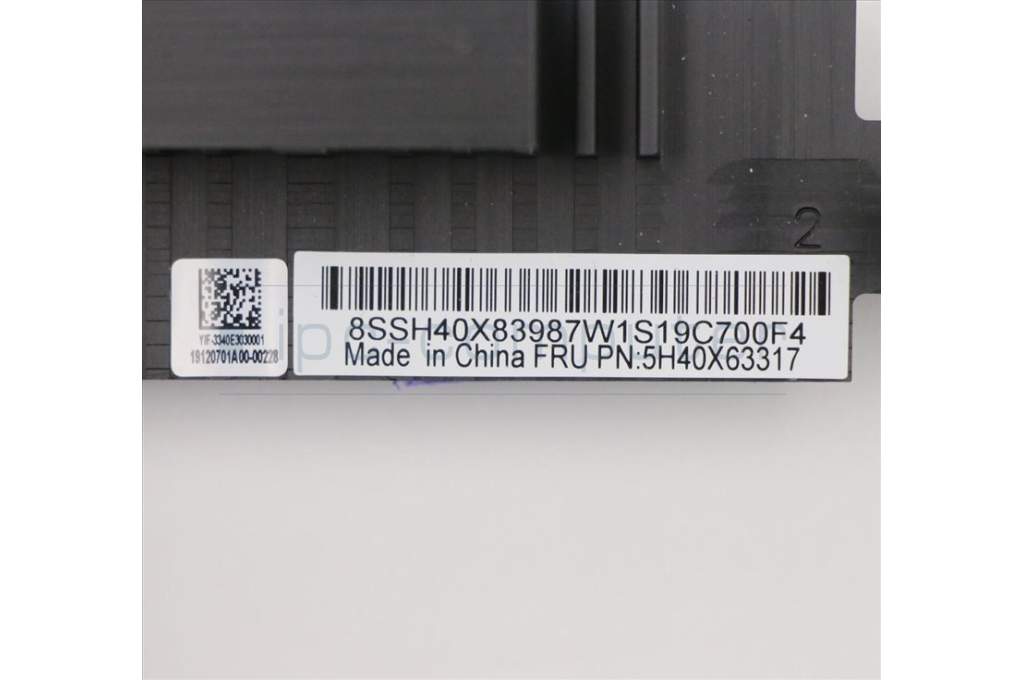 2
YIF-3340E3030001
19120701A00-00228
8SSH40X83987W1S19C700F4
Made In China FRU PN:5H40X63317